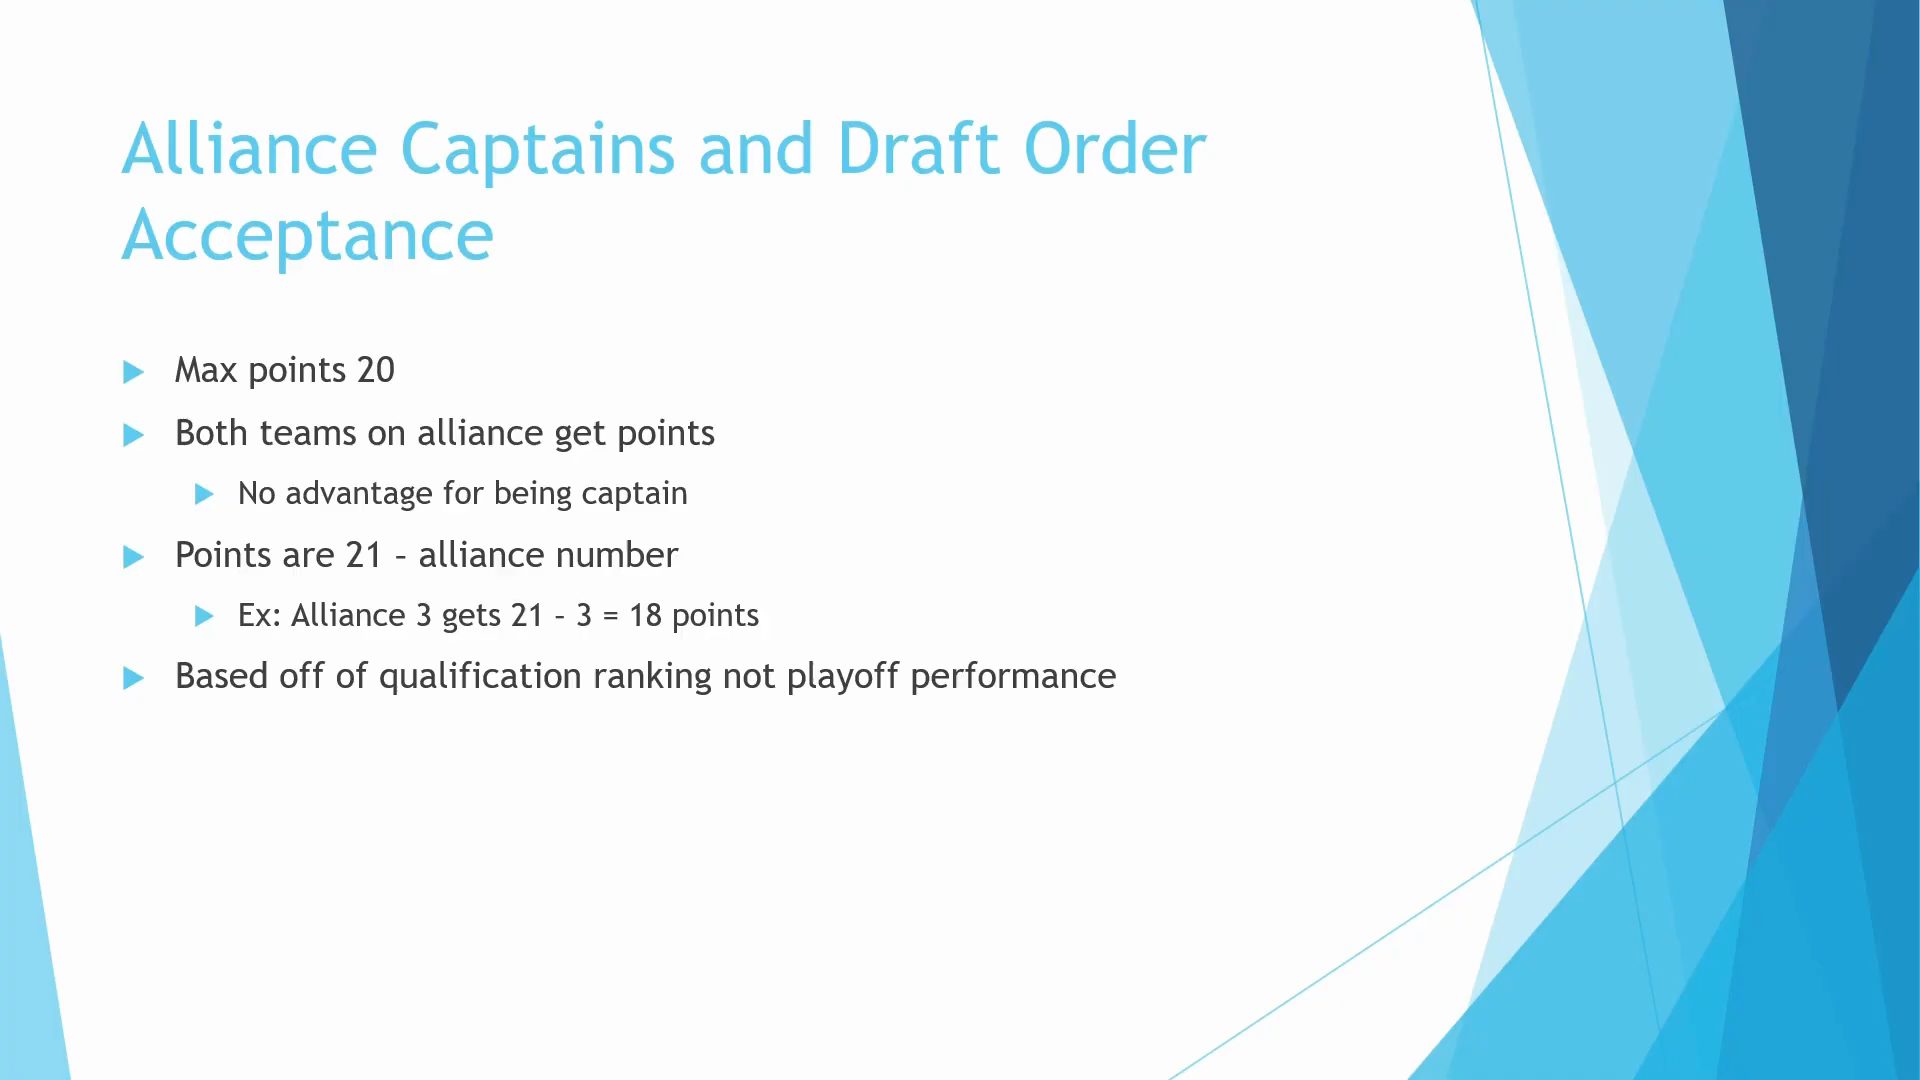 Alliance Captains and Draft Order
Acceptance
Max points 20
Both teams on alliance get points
No advantage for being captain
Points are 21 – alliance number
Ex: Alliance 3 gets 21 – 3 = 18 points
Based off of qualification ranking not playoff performance